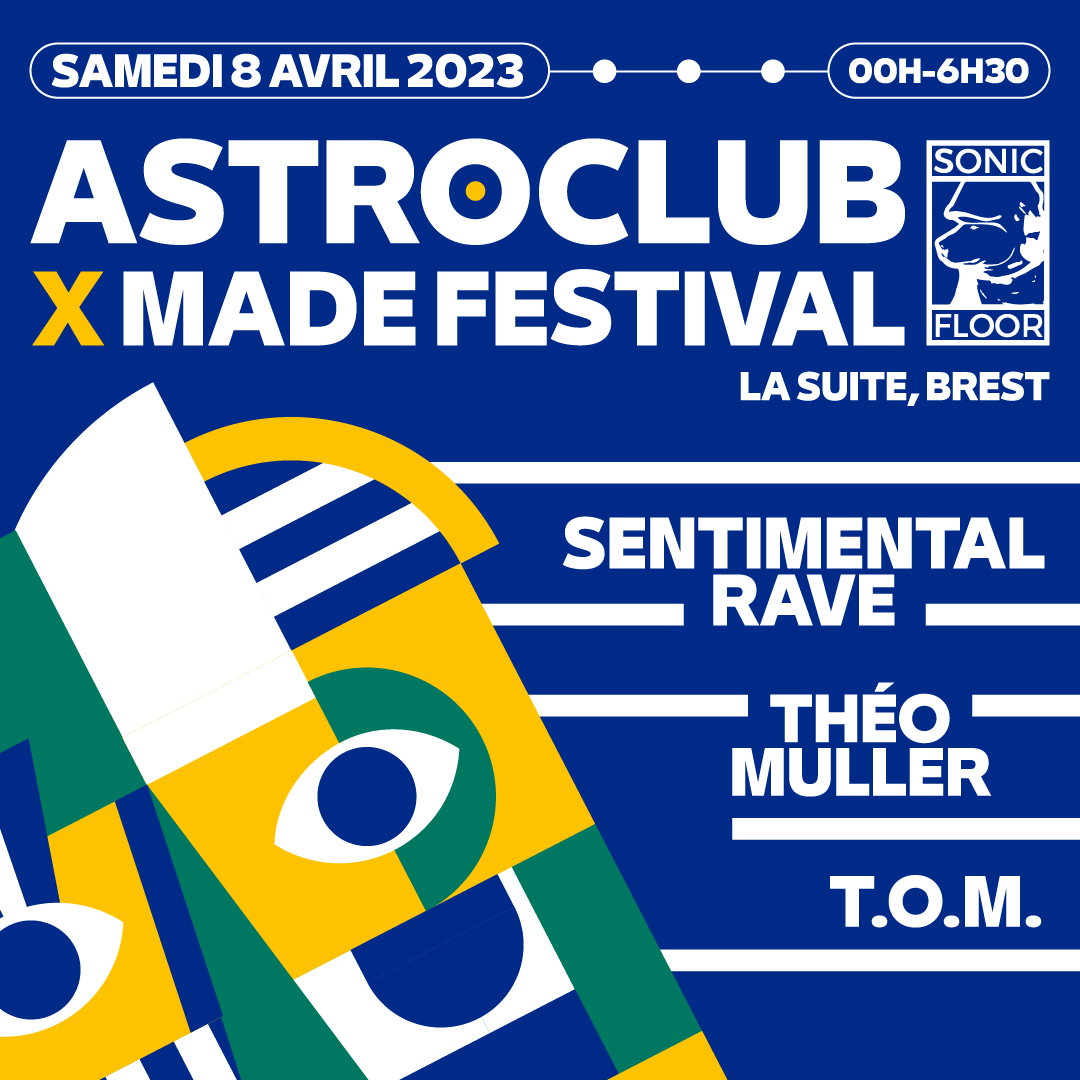 SAMEDI 8 AVRIL 2023
00H-6H30
ASTROCLUB
X MADE FESTIVAL
SONIC
FLOOR
LA SUITE, BREST
SENTIMENTAL
RAVE
THÉO
MULLER
T.O.M.